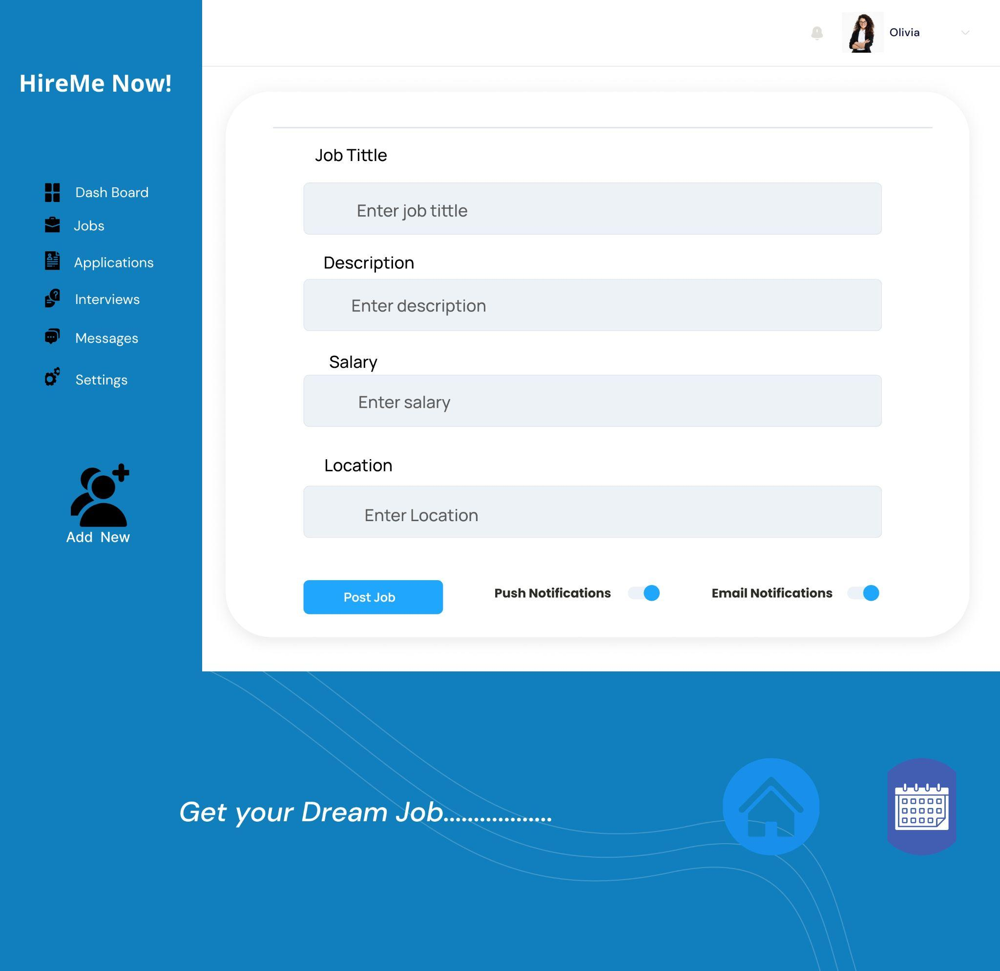 Olivia
HireMe Now!
Dash Board
Jobs
Applications
Interviews
Messages
Settings
Add New
Job Tittle
Enter job tittle
Description
Enter description
Salary
Enter salary
Location
Enter Location
Post Job
Push Notifications
Email Notifications
Get your Dream Job..................